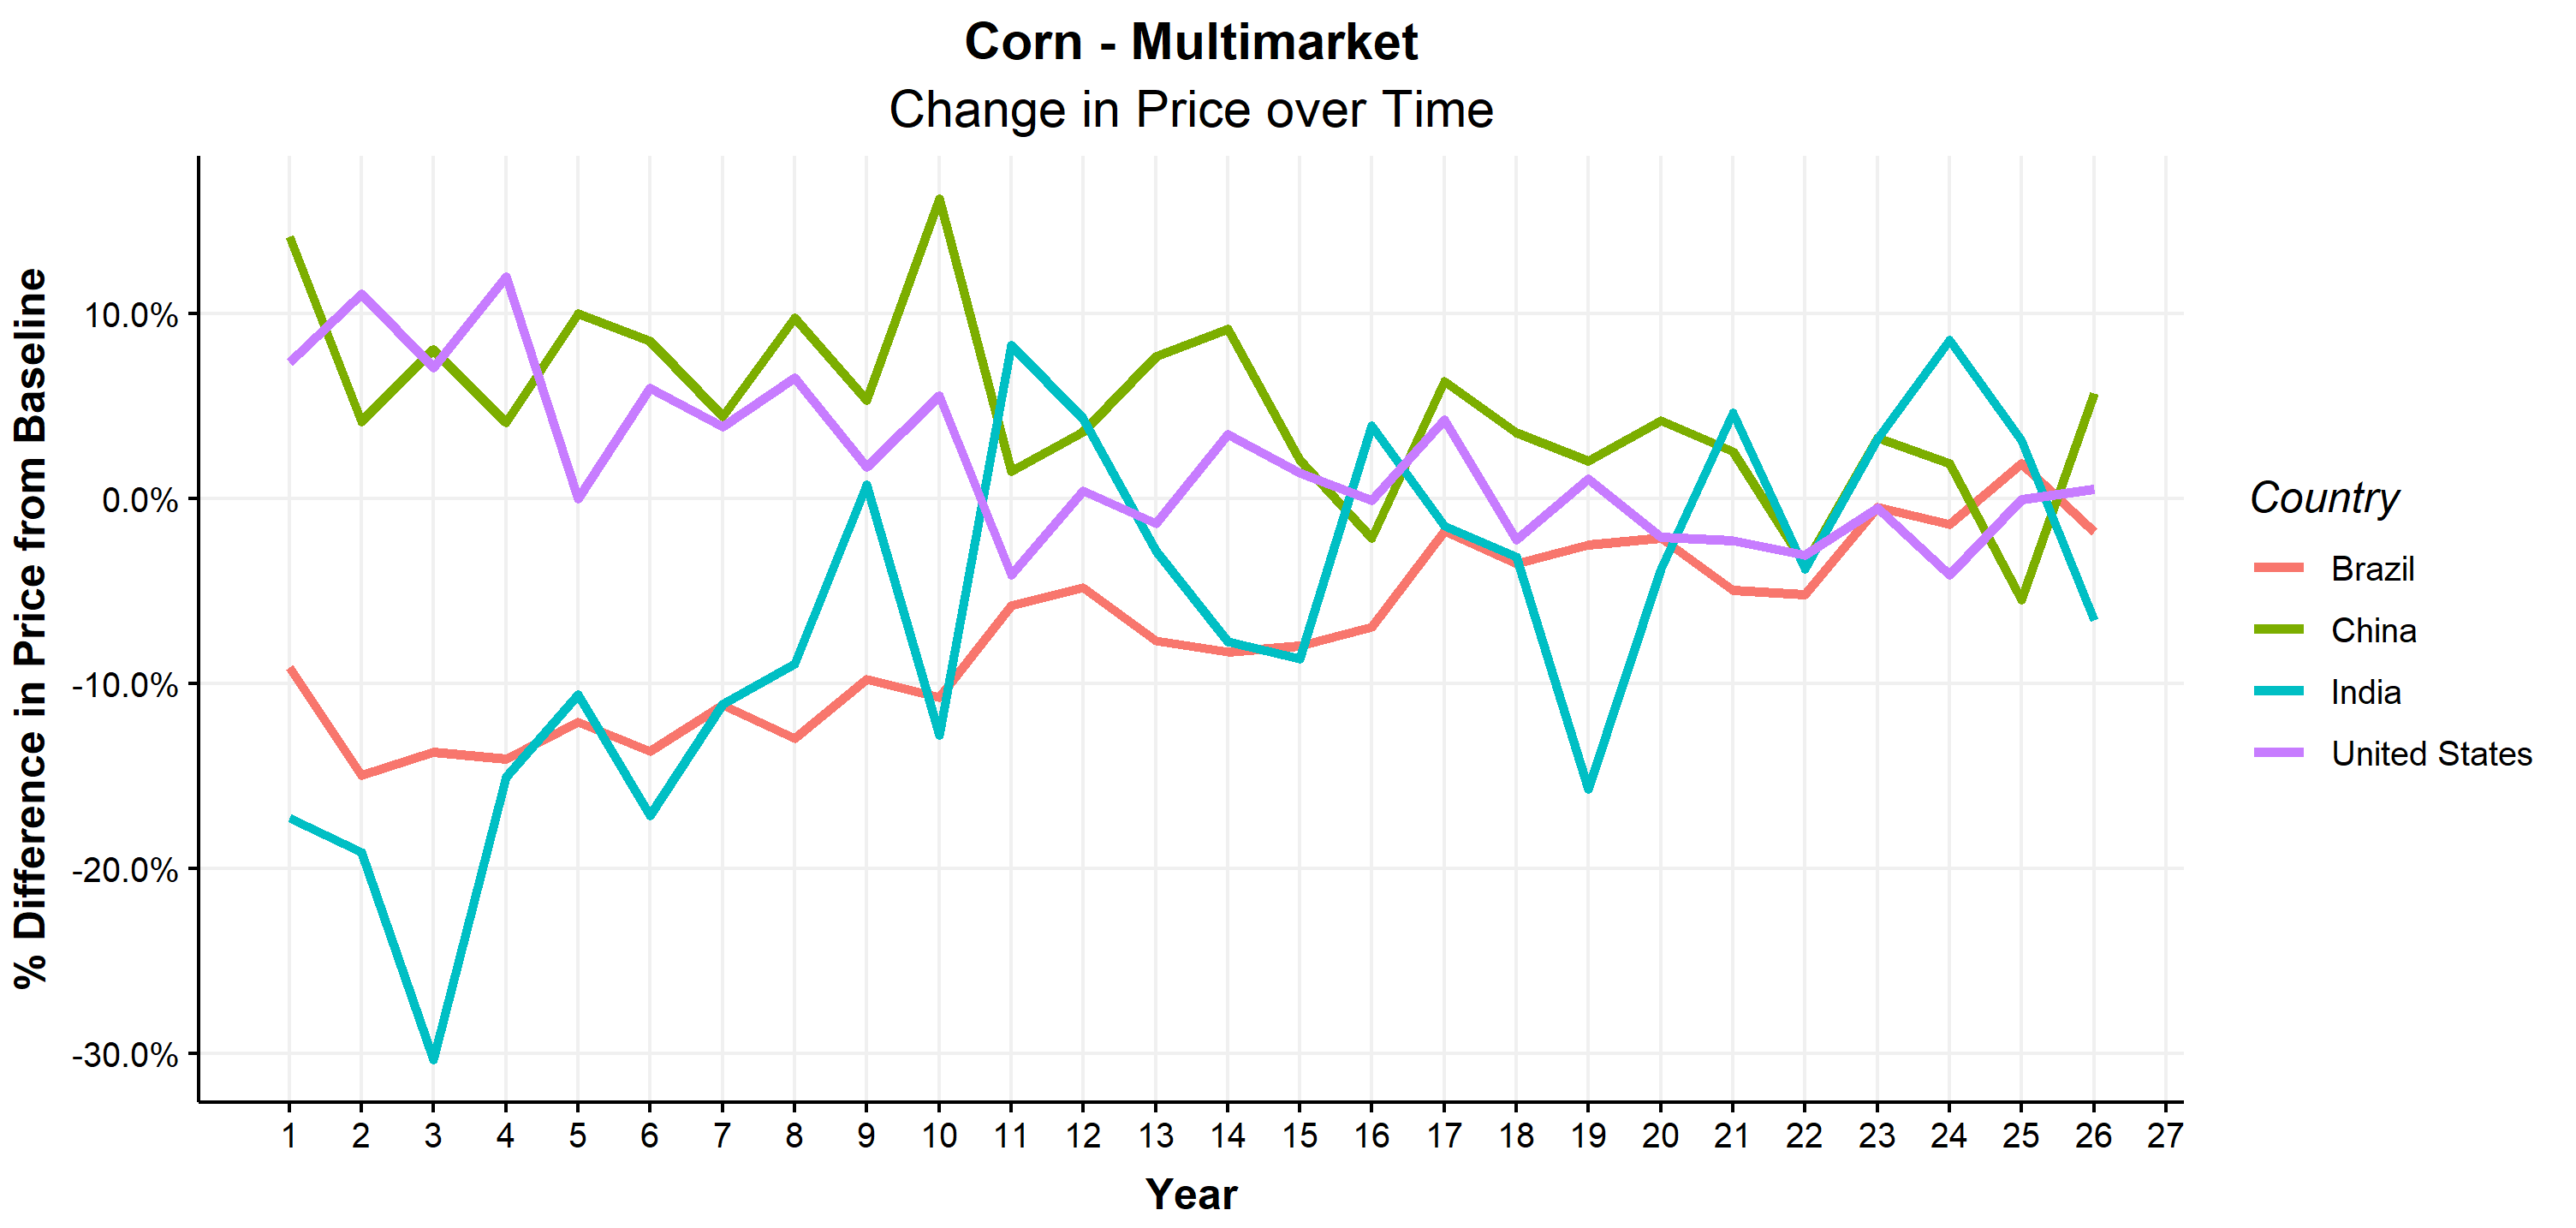 Corn - Multimarket
Change in Price over Time
% Difference in Price from Baseline
10.0%
0.0%
-10.0%
-20.0%
-30.0%
1 2 3 4 5 6 7 8 9 10 11 12 13 14 15 16 17 18 19 20 21 22 23 24 25 26 27
Year
Country
Brazil
China
India
United States